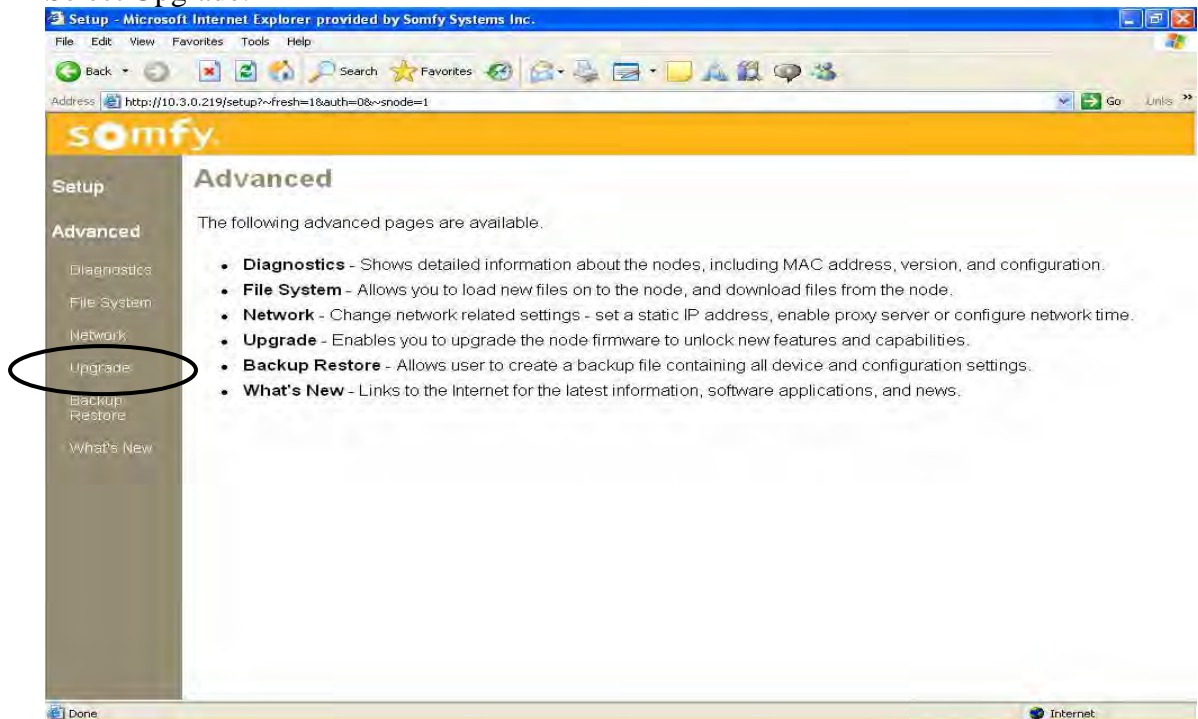 Select Upgrade.
Setup - Microsoft Internet Explorer provided by Somfy Systems Inc.
File Edit View Favorites Tools Help
Back Search Favorites
Address http://10.3.0.219/setup?~fresh=1&auth=0&~snode=1 Go Links »
somfy.
Setup
Advanced
Diagnostics
File System
Network
Upgrade
Backup
Restore
What's New
Advanced
The following advanced pages are available.
• Diagnostics - Shows detailed information about the nodes, including MAC address, version, and configuration.
• File System - Allows you to load new files on to the node, and download files from the node.
• Network - Change network related settings - set a static IP address, enable proxy server or configure network time.
• Upgrade - Enables you to upgrade the node firmware to unlock new features and capabilities.
• Backup Restore - Allows user to create a backup file containing all device and configuration settings.
• What's New - Links to the Internet for the latest information, software applications, and news.
Done Internet